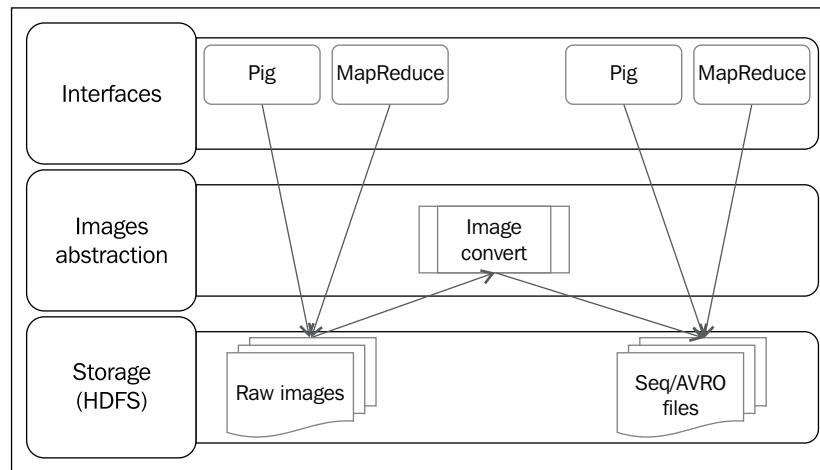 Interfaces
Pig
MapReduce
Pig
MapReduce
Images
abstraction
Image
convert
Storage
(HDFS)
Raw images
Seq/AVRO
files